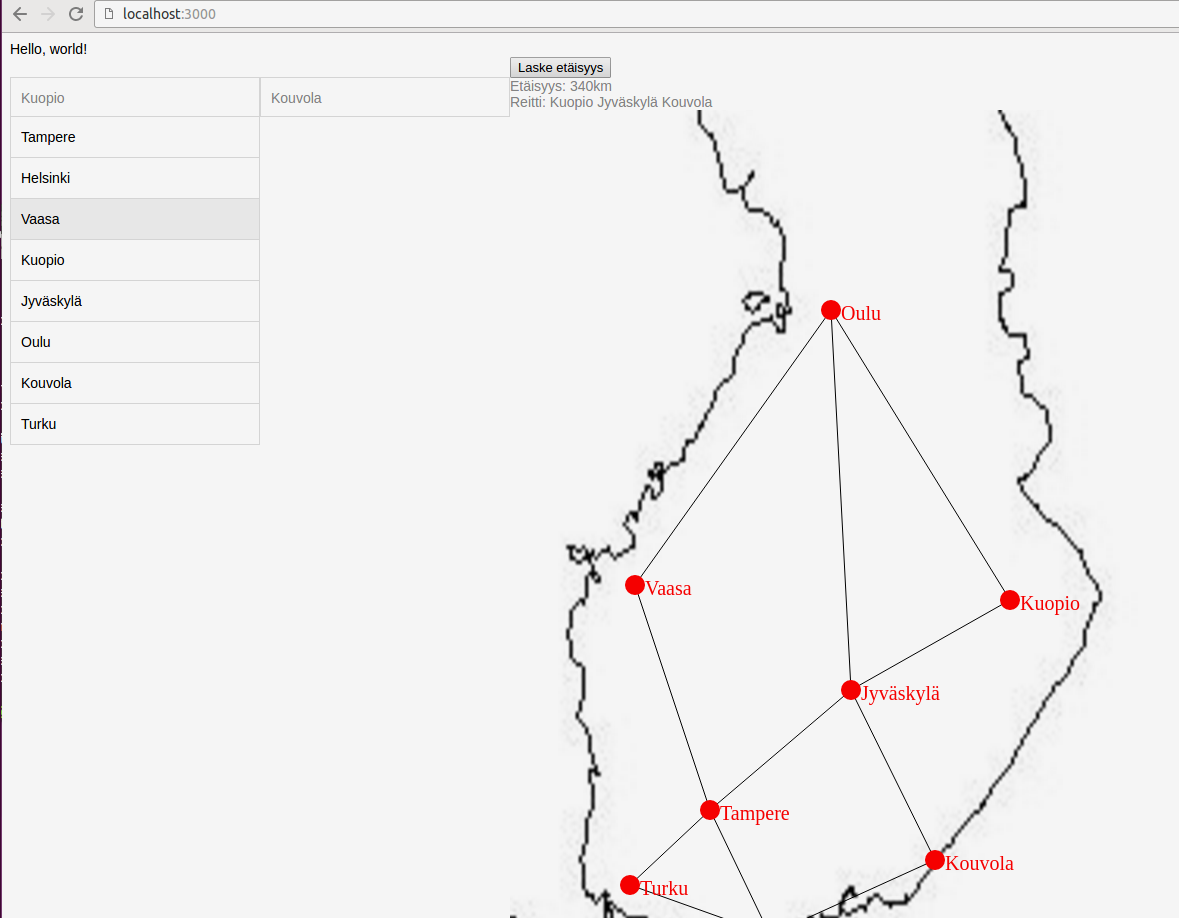 localhost:3000
Hello, world!
Laske etäisyys
Etäisyys: 340km
Reitti: Kuopio Jyväskylä Kouvola
Kuopio
Kouvola
Tampere
Helsinki
Vaasa
Kuopio
Jyväskylä
Oulu
Kouvola
Turku
Oulu
Vaasa
Kuopio
Jyväskylä
Tampere
Kouvola
Turku